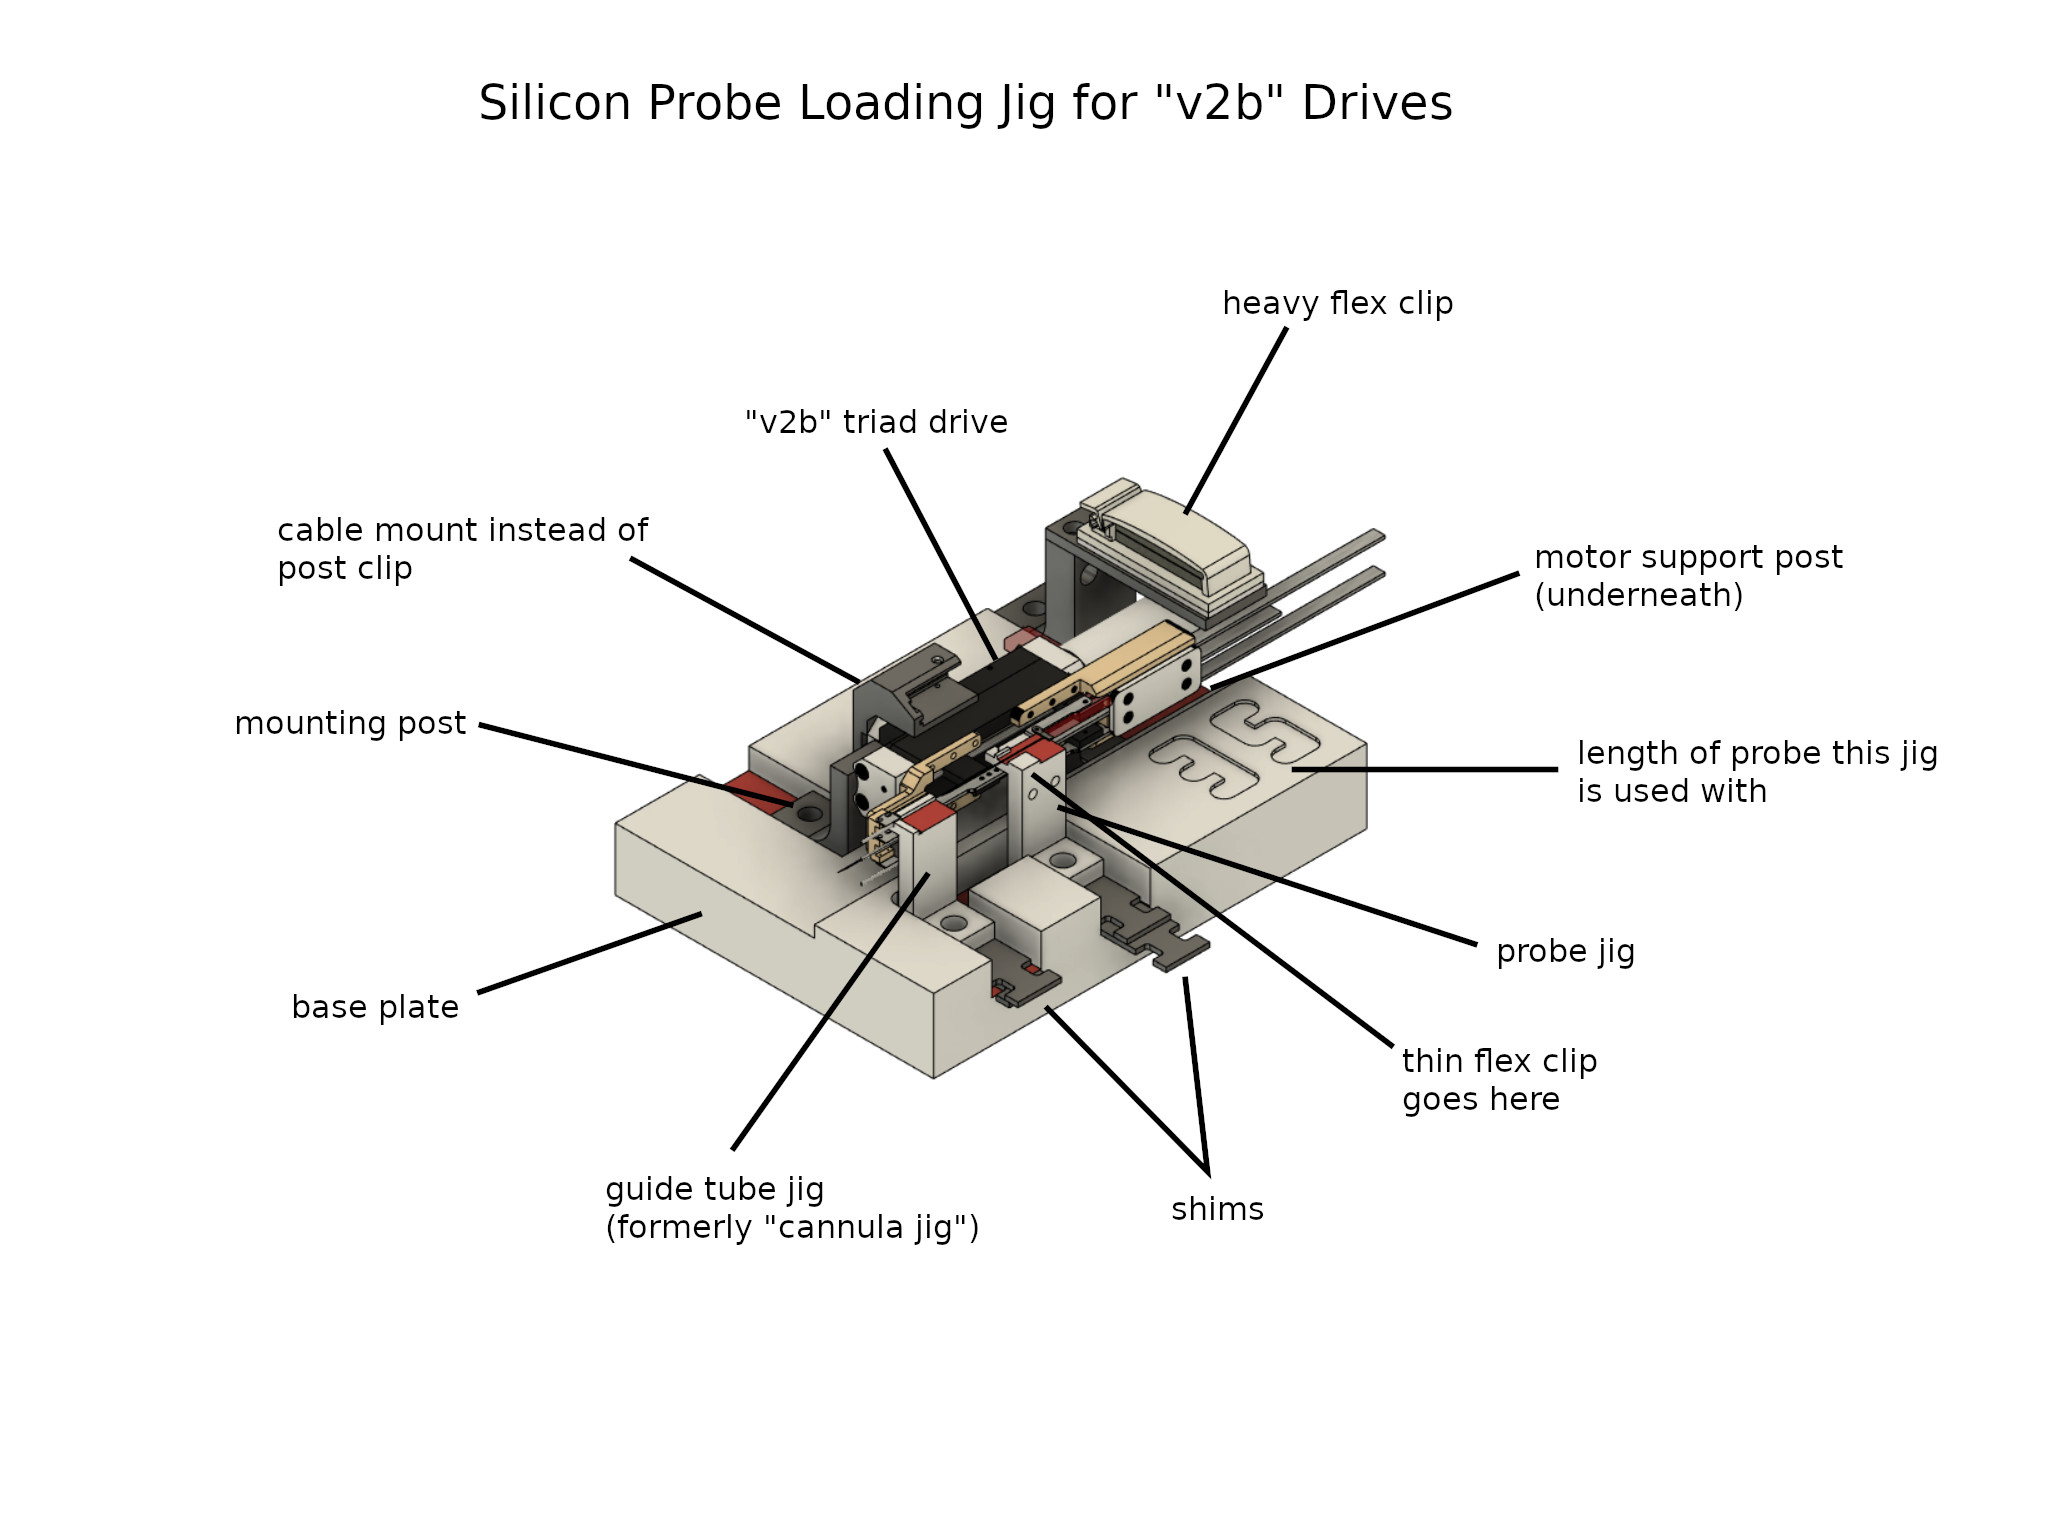 Silicon Probe Loading Jig for "v2b" Drives
heavy flex clip
"v2b" triad drive
cable mount instead of
post clip
motor support post
(underneath)
mounting post
length of probe this jig
is used with
35
probe jig
base plate
thin flex clip
goes here
guide tube jig
(formerly "cannula jig")
shims